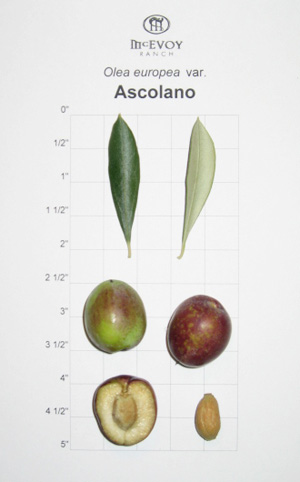 McEVOY
RANCH
Olea europea var.
Ascolano
0"
1/2"
1"
1 1/2"
2"
2 1/2"
3"
3 1/2"
4"
4 1/2"
5"